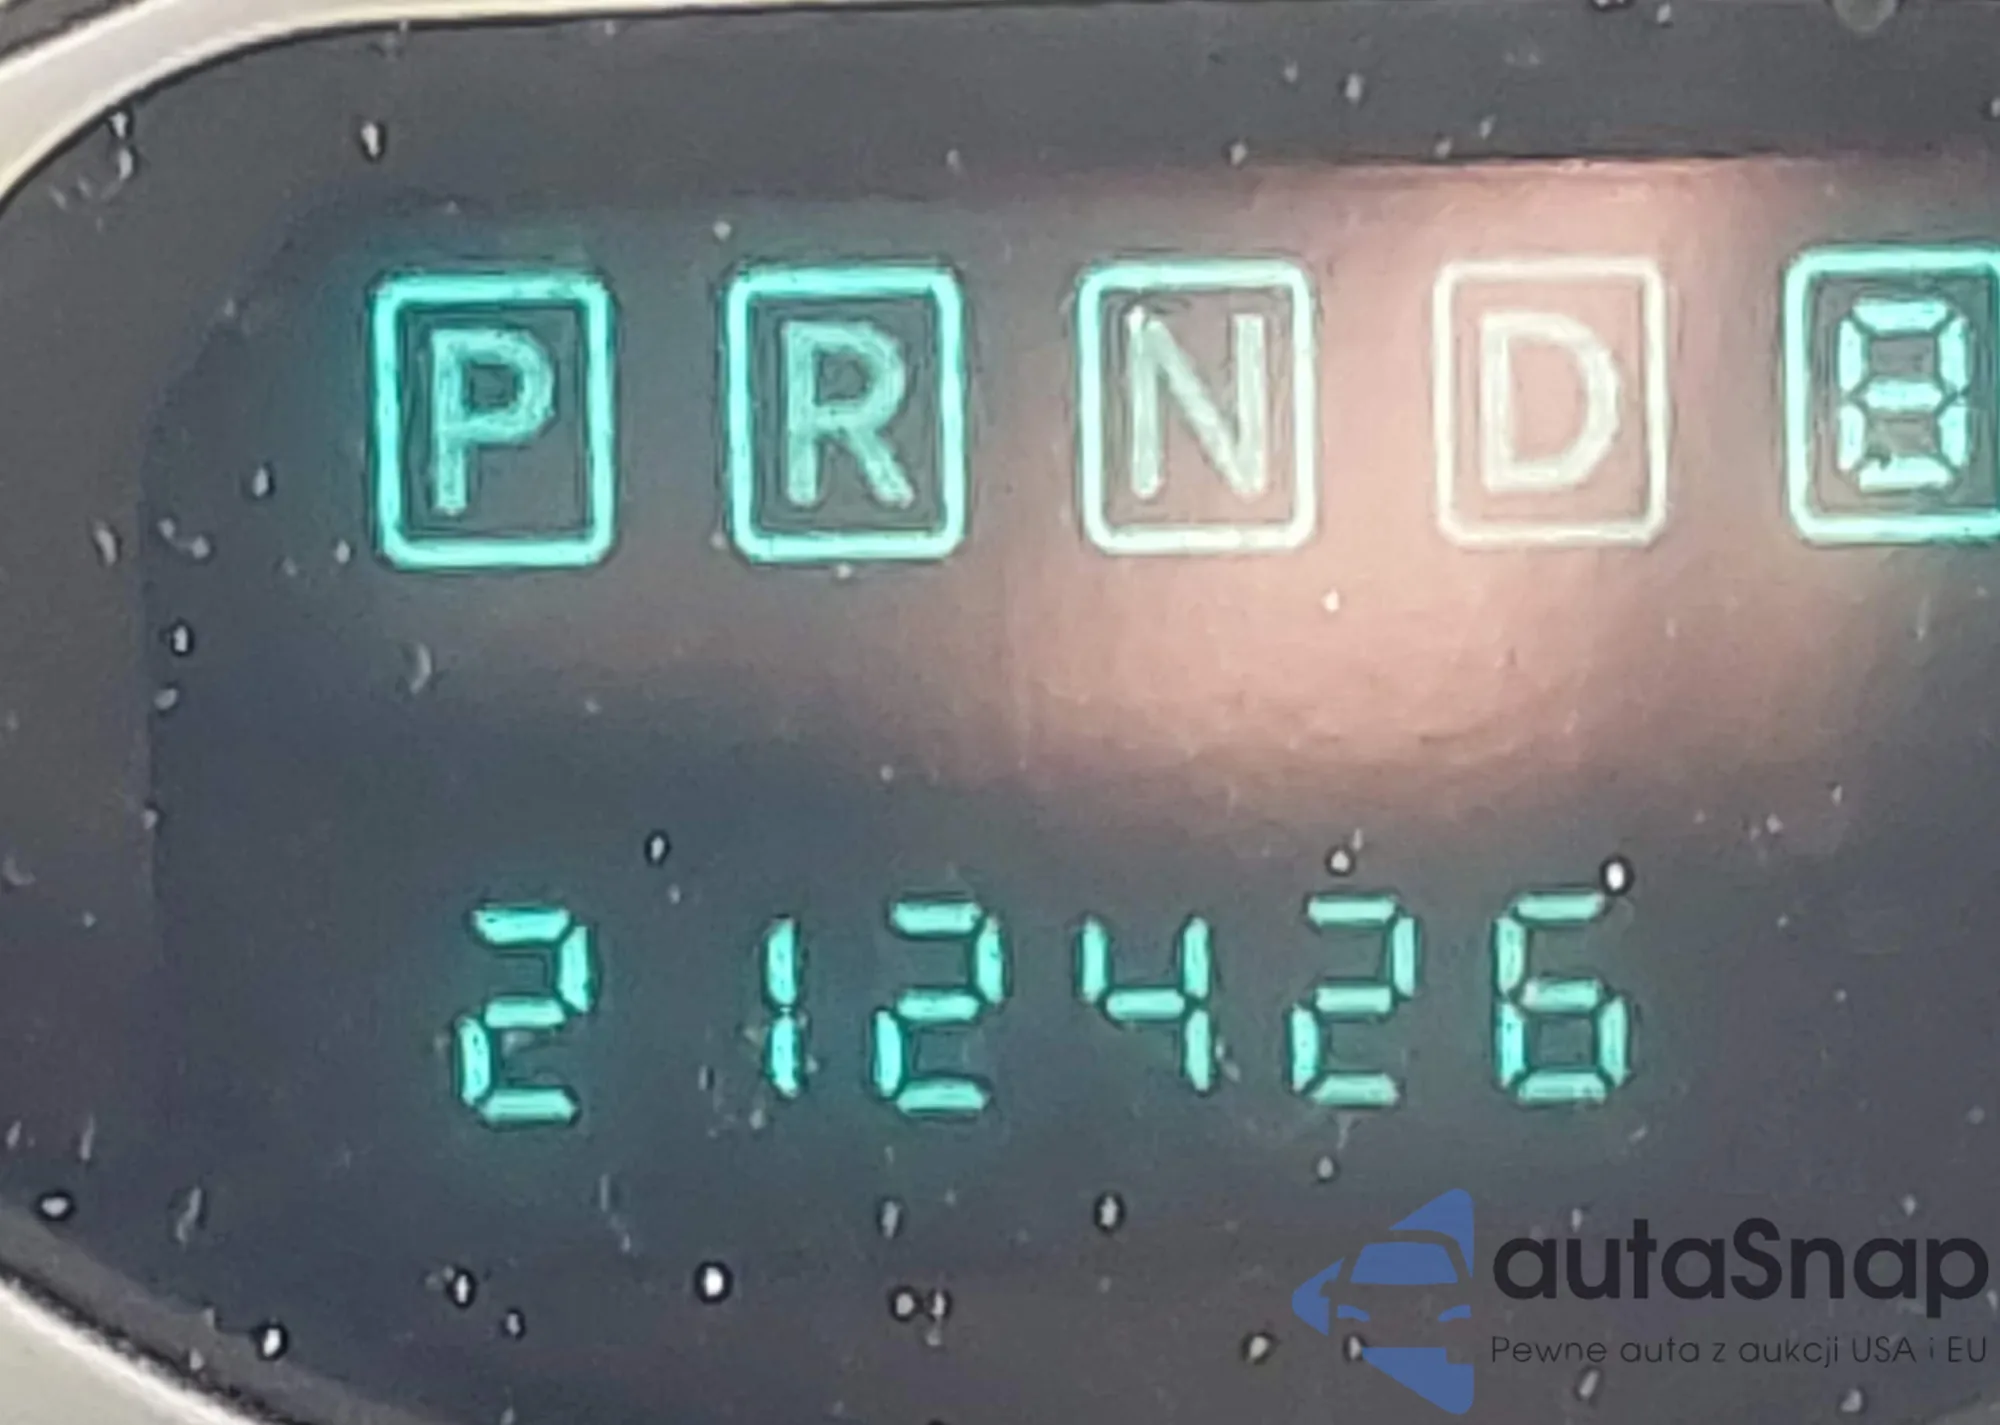 P R N D 8
212426
autaSnap
Pewne auta z aukcji USA i EU